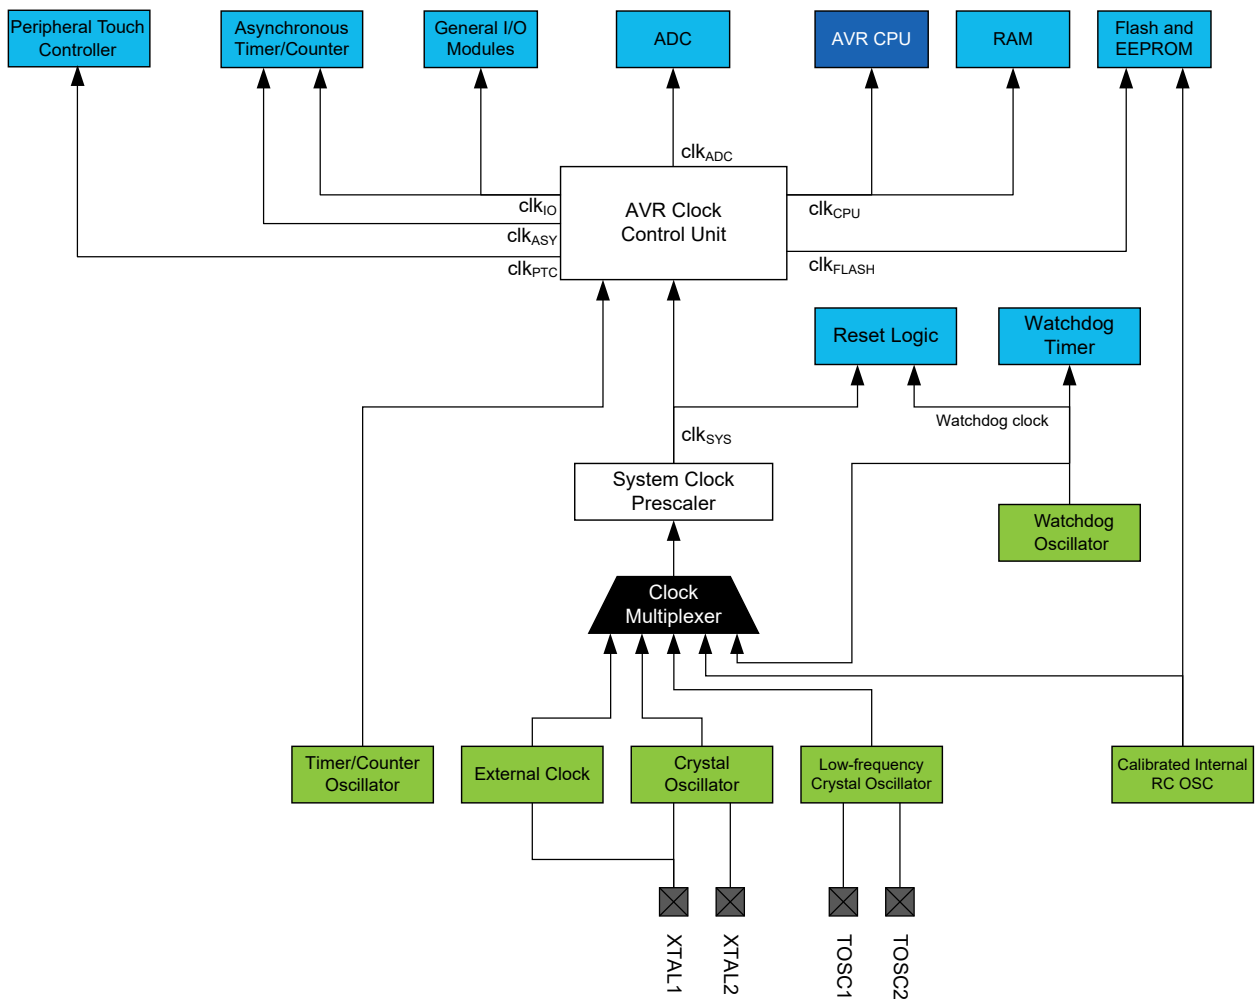 Peripheral Touch
Controller
Asynchronous
Timer/Counter
General I/O
Modules
ADC
AVR CPU
RAM
Flash and
EEPROM
clkADC
clkIO
clkASY
clkPTC
AVR Clock
Control Unit
clkCPU
clkFLASH
Reset Logic
Watchdog
Timer
Watchdog clock
clkSYS
System Clock
Prescaler
Watchdog
Oscillator
Clock
Multiplexer
Timer/Counter
Oscillator
External Clock
Crystal
Oscillator
Low-frequency
Crystal Oscillator
Calibrated Internal
RC OSC
XTAL1
XTAL2
TOSC1
TOSC2